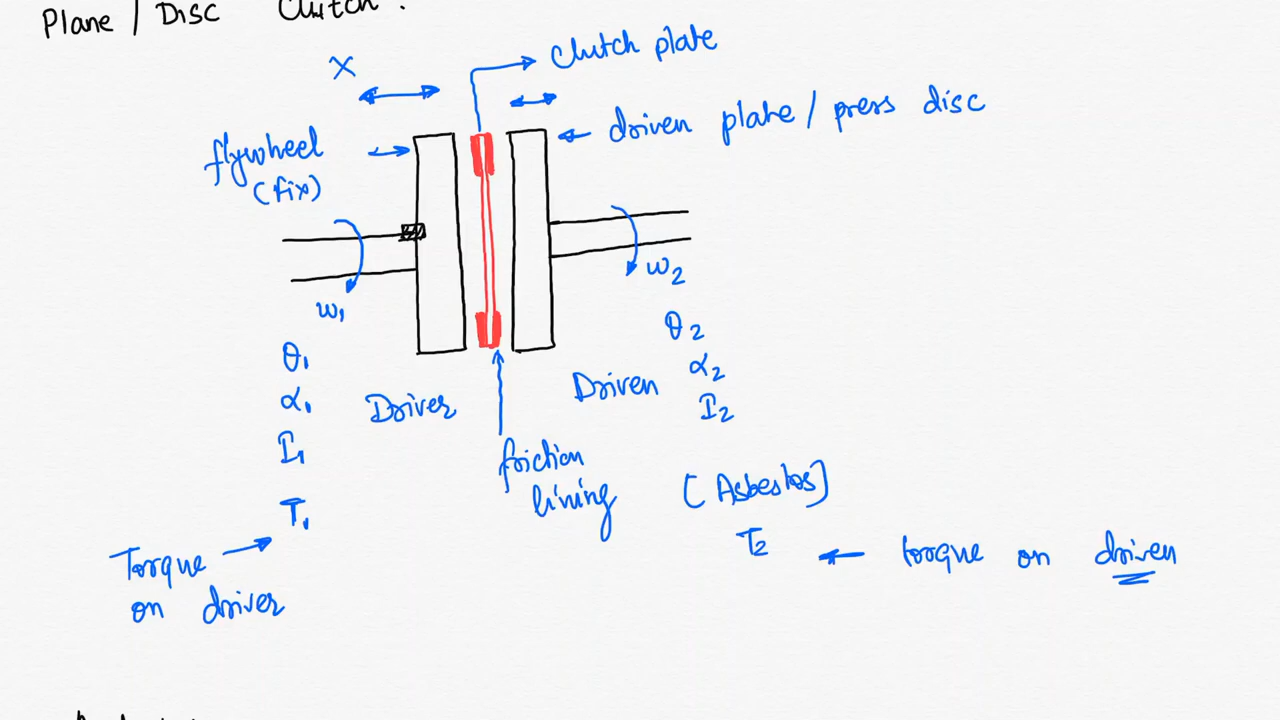 Plane / Disc Clutch :
X
clutch plate
driven plate / press disc
flywheel
(fix)
ω1
ω2
θ1
α1
I1
T1
θ2
α2
I2
Driver
Driven
friction
lining
(Asbestos)
T2
torque on driven
Torque
on driver